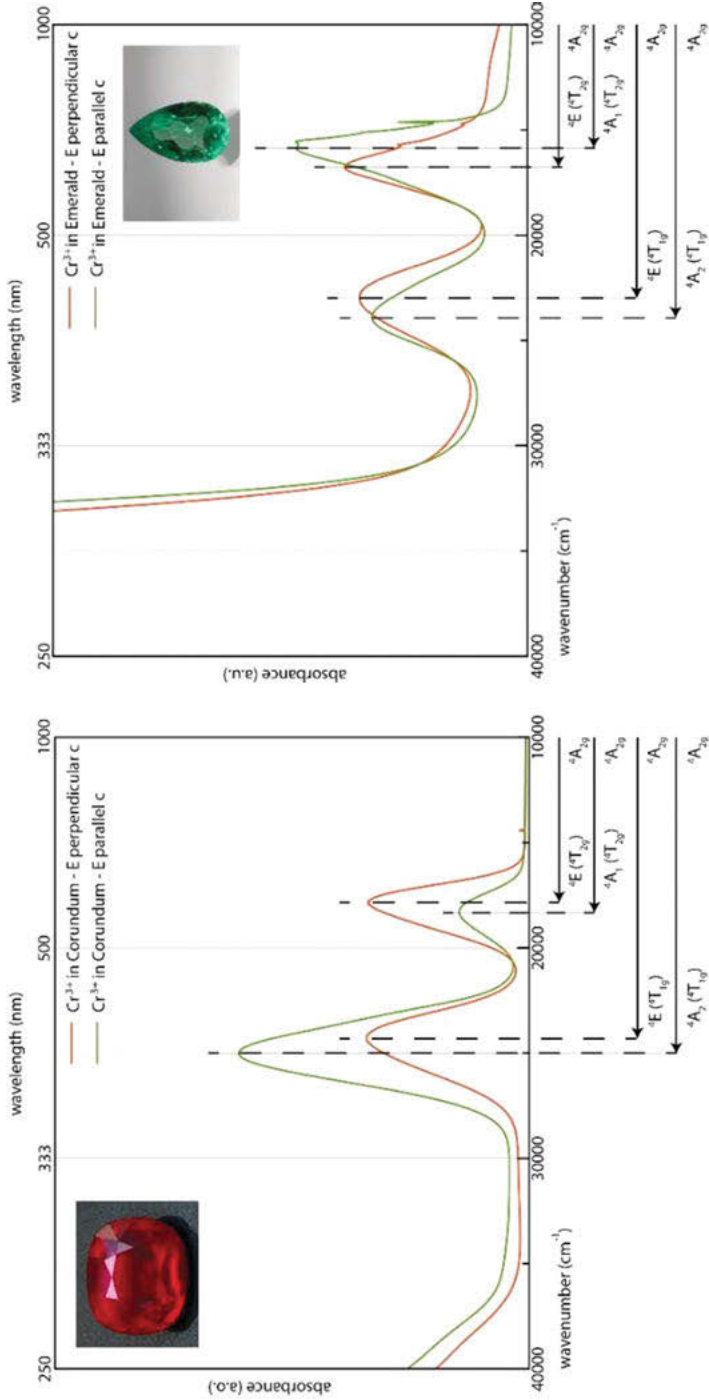 wavelength (nm)
250
333
500
1000
Cr³⁺ in Corundum - E perpendicular c
Cr³⁺ in Corundum - E parallel c
absorbance (a.o.)
40000
30000
20000
10000
wavenumber (cm⁻¹)
⁴E (⁴T₂g)
⁴A₂g
⁴A₁ (⁴T₂g)
⁴A₂g
⁴E (⁴T₁g)
⁴A₂g
⁴A₂ (⁴T₁g)
⁴A₂g
wavelength (nm)
250
333
500
1000
Cr³⁺ in Emerald - E perpendicular c
Cr³⁺ in Emerald - E parallel c
absorbance (a.u.)
40000
30000
20000
10000
wavenumber (cm⁻¹)
⁴E (⁴T₂g)
⁴A₂g
⁴A₁ (⁴T₂g)
⁴A₂g
⁴E (⁴T₁g)
⁴A₂g
⁴A₂ (⁴T₁g)
⁴A₂g